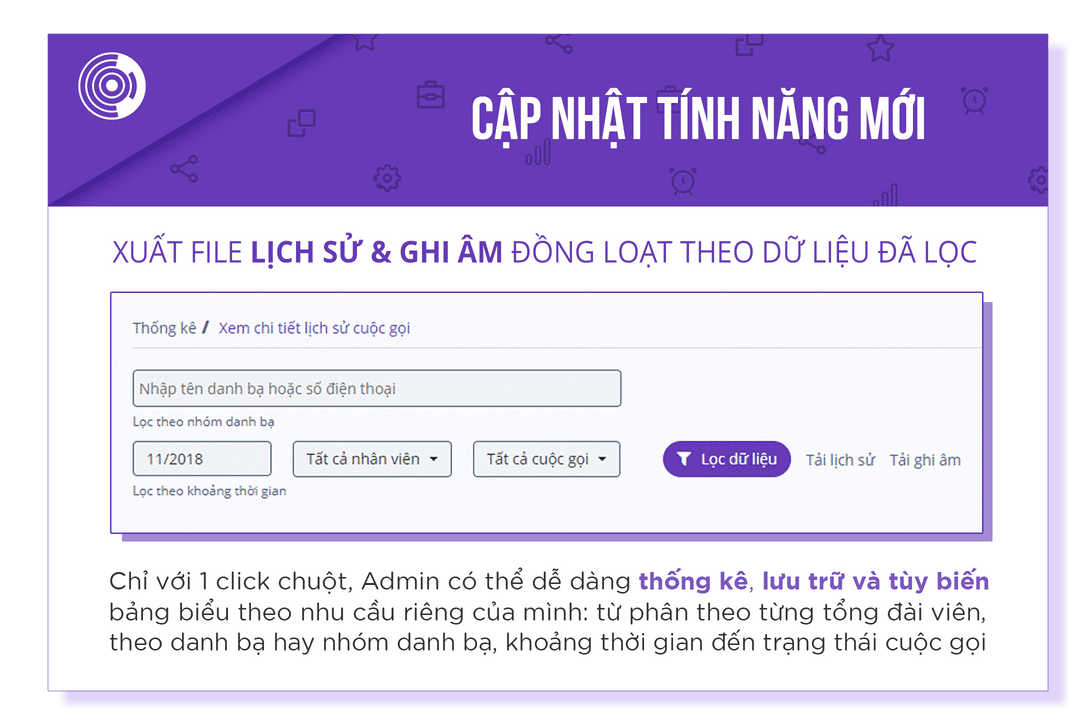 CẬP NHẬT TÍNH NĂNG MỚI
XUẤT FILE LỊCH SỬ & GHI ÂM ĐỒNG LOẠT THEO DỮ LIỆU ĐÃ LỌC
Thống kê / Xem chi tiết lịch sử cuộc gọi
Nhập tên danh bạ hoặc số điện thoại
Lọc theo nhóm danh bạ
11/2018 Tất cả nhân viên Tất cả cuộc gọi Lọc dữ liệu Tải lịch sử Tải ghi âm
Lọc theo khoảng thời gian
Chỉ với 1 click chuột, Admin có thể dễ dàng thống kê, lưu trữ và tùy biến
bảng biểu theo nhu cầu riêng của mình: từ phân theo từng tổng đài viên,
theo danh bạ hay nhóm danh bạ, khoảng thời gian đến trạng thái cuộc gọi